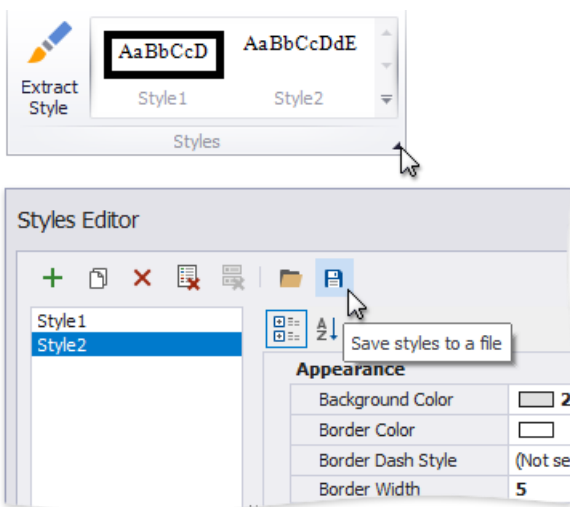 AaBbCcD
AaBbCcDdE
Extract
Style
Style1
Style2
Styles
Styles Editor
Style1
Style2
A
Z
Save styles to a file
Appearance
Background Color
2
Border Color
Border Dash Style
(Not se
Border Width
5